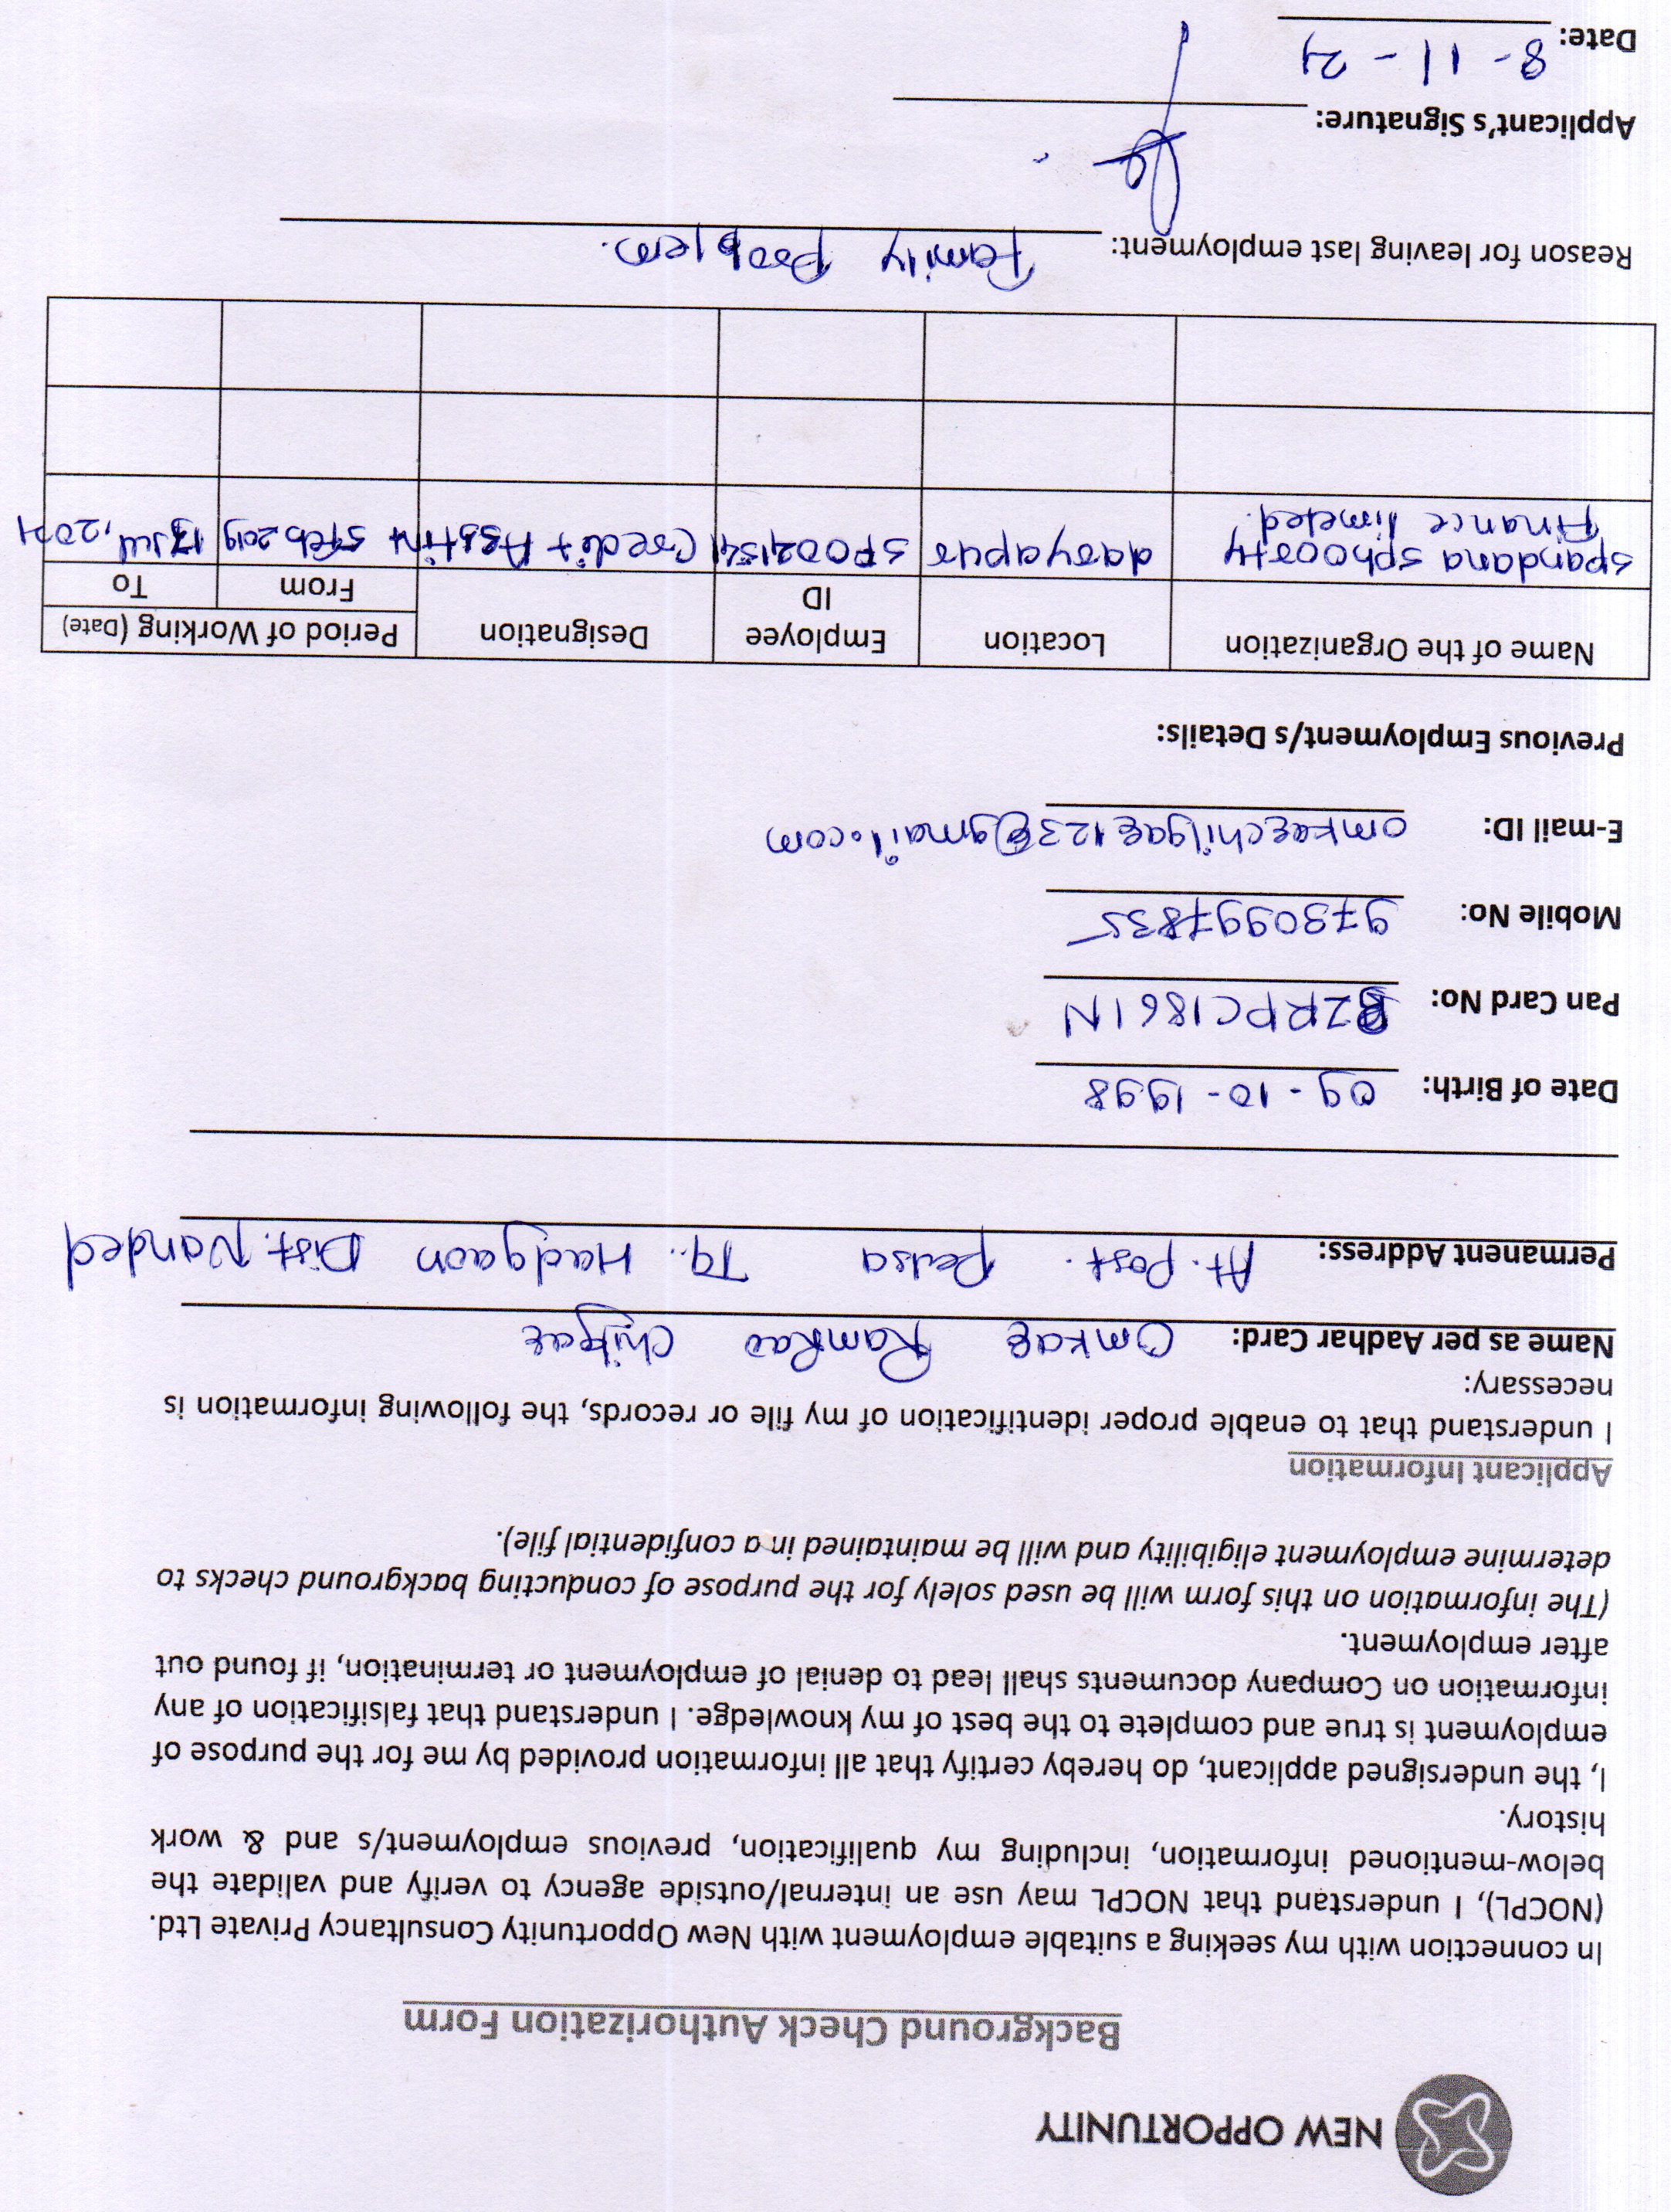 NEW OPPORTUNITY
Background Check Authorization Form
In connection with my seeking a suitable employment with New Opportunity Consultancy Private Ltd.
(NOCPL), I understand that NOCPL may use an internal/outside agency to verify and validate the
below-mentioned information, including my qualification, previous employment/s and & work
history.
I, the undersigned applicant, do hereby certify that all information provided by me for the purpose of
employment is true and complete to the best of my knowledge. I understand that falsification of any
information on Company documents shall lead to denial of employment or termination, if found out
after employment.
(The information on this form will be used solely for the purpose of conducting background checks to
determine employment eligibility and will be maintained in a confidential file).
Applicant Information
I understand that to enable proper identification of my file or records, the following information is
necessary:
Name as per Aadhar Card: Omkar RamRao Chilgar
Permanent Address: At. Post. Palsa Tq.. Hadgaon Dist. Nanded
Date of Birth: 09-10-1998
Pan Card No: BZRPC1861N
Mobile No: 9730997835
E-mail ID: omkarchilgar123@gmail.com
Previous Employment/s Details:
Name of the Organization Location Employee ID Designation Period of Working (Date)
From To
spandana sphoorty daryapur Credit 5 Feb 2019 Jul, 2021
Finance limeted.
Reason for leaving last employment: Family Problem.
Applicant's Signature:
Date: 8-11-21